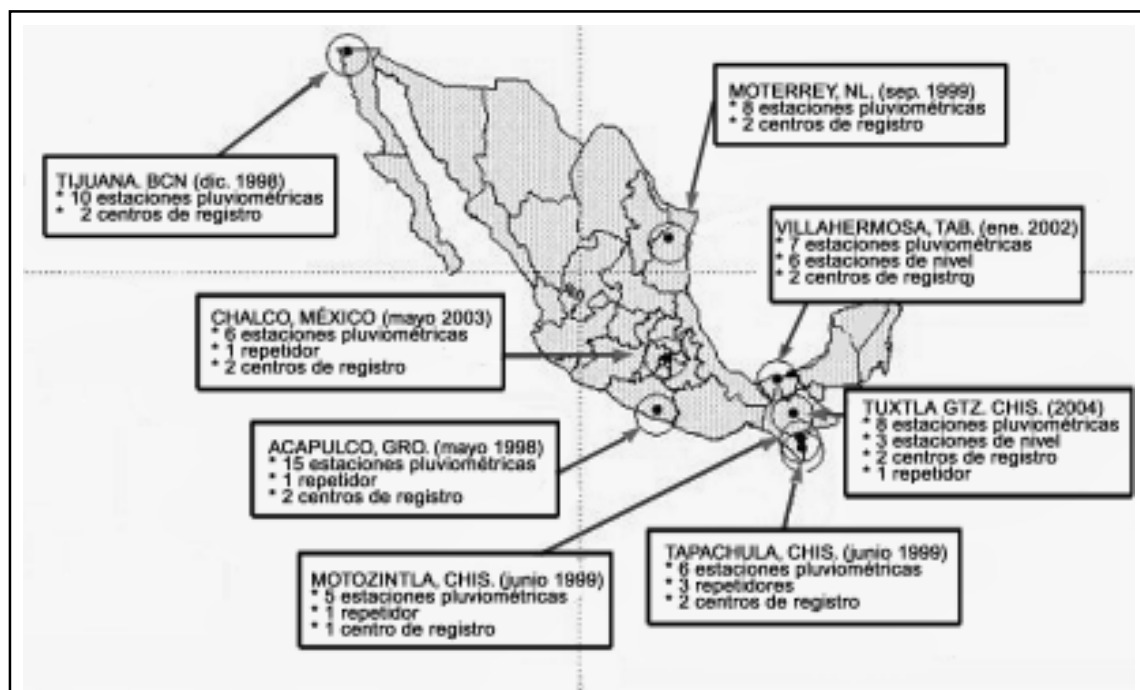 MOTERREY, NL, (sep. 1999)
* 8 estaciones pluviométricas
* 2 centros de registro
TIJUANA. BCN (dic. 1998)
* 10 estaciones pluviométricas
* 2 centros de registro
VILLAHERMOSA, TAB. (ene. 2002)
* 7 estaciones pluviométricas
* 6 estaciones de nivel
* 2 centros de registro
CHALCO, MÉXICO (mayo 2003)
* 6 estaciones pluviométricas
* 1 repetidor
* 2 centros de registro
TUXTLA GTZ. CHIS. (2004)
* 8 estaciones pluviométricas
* 3 estaciones de nivel
* 2 centros de registro
* 1 repetidor
ACAPULCO, GRO. (mayo 1998)
* 15 estaciones pluviométricas
* 1 repetidor
* 2 centros de registro
TAPACHULA, CHIS. (junio 1999)
* 6 estaciones pluviométricas
* 3 repetidores
* 2 centros de registro
MOTOZINTLA, CHIS. (junio 1999)
* 5 estaciones pluviométricas
* 1 repetidor
* 1 centro de registro